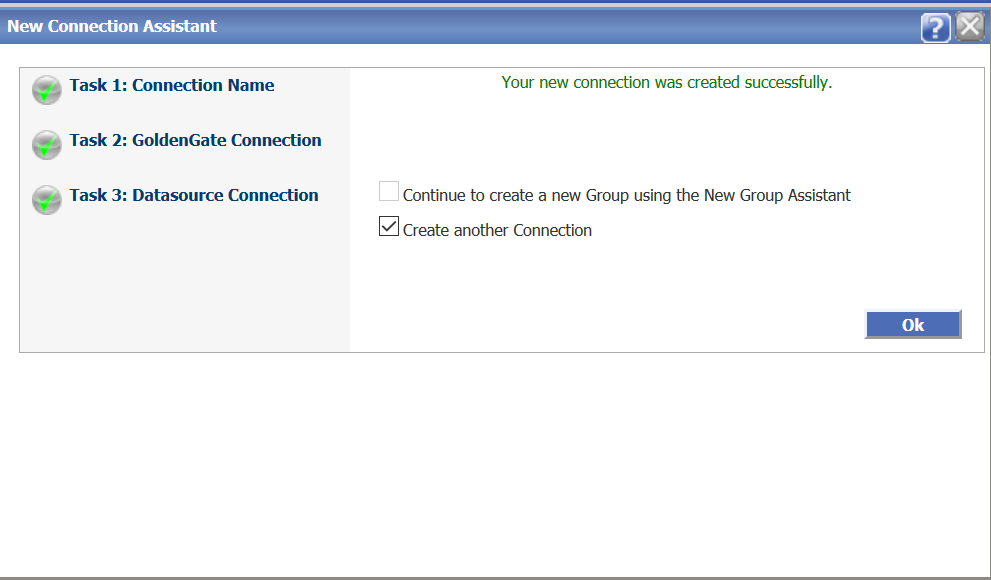 New Connection Assistant
?
Task 1: Connection Name
Your new connection was created successfully.
Task 2: GoldenGate Connection
Task 3: Datasource Connection
Continue to create a new Group using the New Group Assistant
Create another Connection
Ok